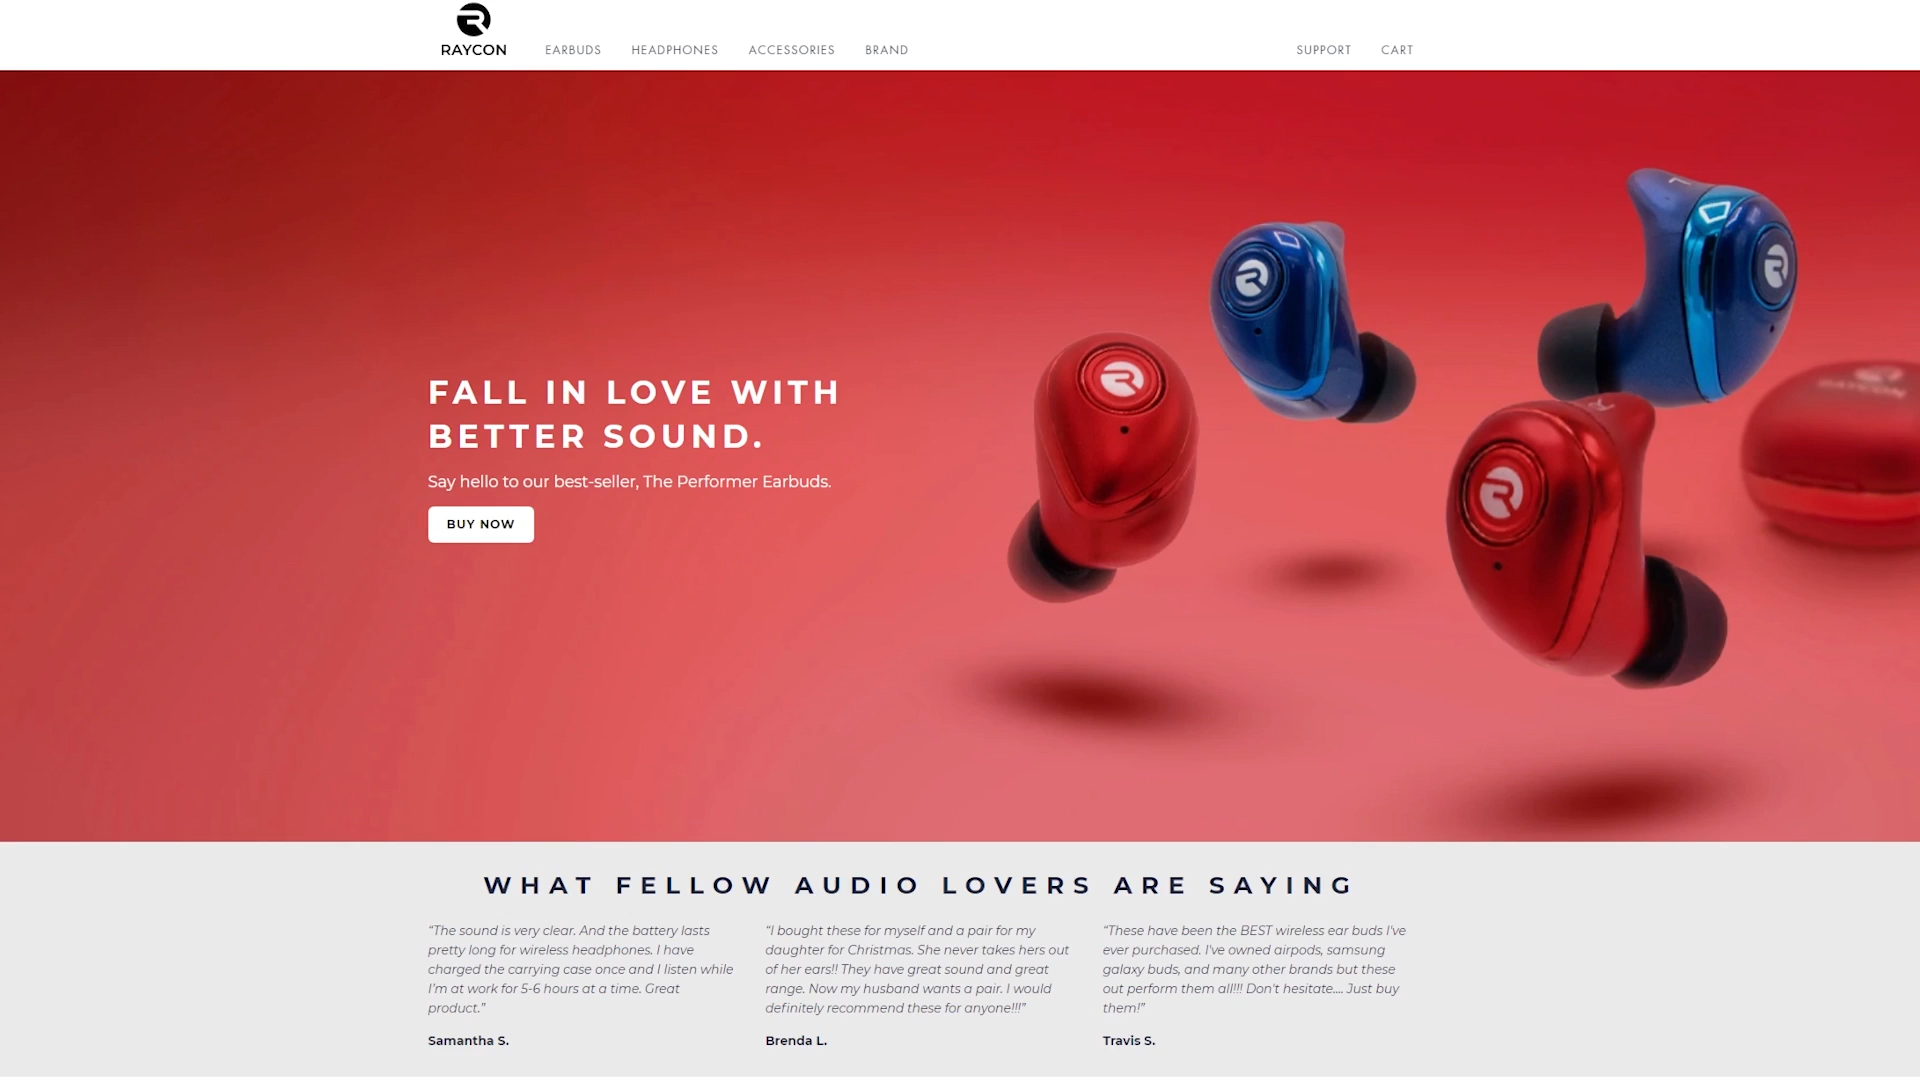 RAYCON
EARBUDS
HEADPHONES
ACCESSORIES
BRAND
SUPPORT
CART
FALL IN LOVE WITH
BETTER SOUND.
Say hello to our best-seller, The Performer Earbuds.
BUY NOW
L
R
RAYCON
WHAT FELLOW AUDIO LOVERS ARE SAYING
“The sound is very clear. And the battery lasts
pretty long for wireless headphones. I have
charged the carrying case once and I listen while
I’m at work for 5-6 hours at a time. Great
product.”
Samantha S.
“I bought these for myself and a pair for my
daughter for Christmas. She never takes hers out
of her ears!! They have great sound and great
range. Now my husband wants a pair. I would
definitely recommend these for anyone!!!”
Brenda L.
“These have been the BEST wireless ear buds I've
ever purchased. I've owned airpods, samsung
galaxy buds, and many other brands but these
out perform them all!!! Don't hesitate.... Just buy
them!”
Travis S.